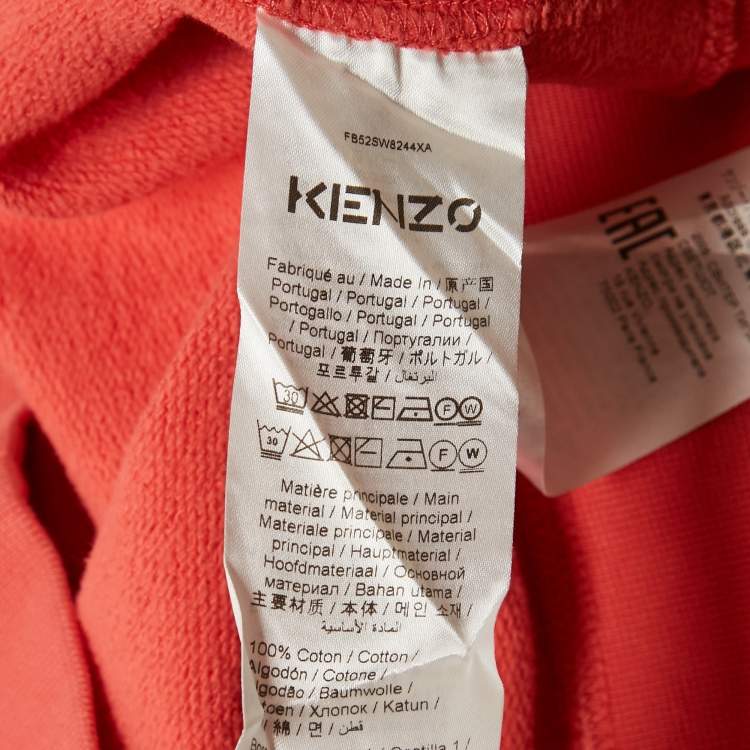 FB52SW8244XA
KENZO
Fabriqué au / Made in / 原产国
Portugal / Portugal / Portugal /
Portogallo / Portugal / Portugal
/ Portugal / Португалии /
Portugal / 葡萄牙 / ポルトガル /
포르투갈 / البرتغال /
30 F W
30 F W
Matière principale / Main
material / Material principal /
Materiale principale / Material
principal / Hauptmaterial /
Hoofdmateriaal / Основной
материал / Bahan utama /
主要材质 / 本体 / 메인 소재 /
المادة الأساسية /
100% Coton / Cotton /
Algodón / Cotone /
Algodão / Baumwolle /
toen / Хлопок / Katun /
/ 綿 / 면 / قطن /
EAC